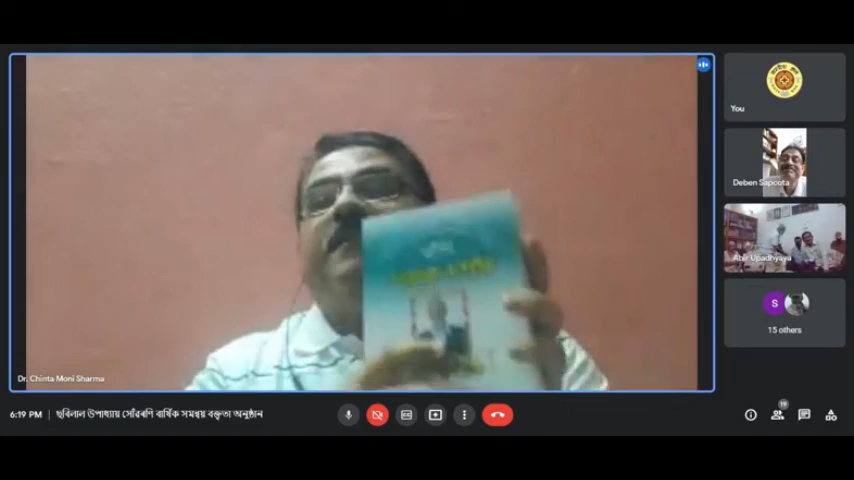 You
Deben Sapcota
Abir Upadhyaya
S
15 others
Dr. Chinta Moni Sharma
6:19 PM
ছবিলাল উপাধ্যায় সোঁৱৰণি বাৰ্ষিক সমন্বয় বক্তৃতা অনুষ্ঠান
19